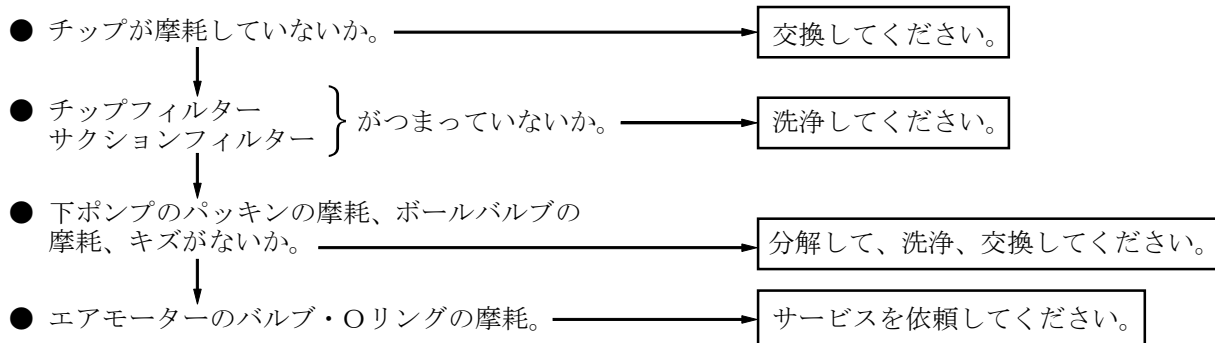 ● チップが摩耗していないか。
交換してください。
● チップフィルター
サクションフィルター
がつまっていないか。
洗浄してください。
● 下ポンプのパッキンの摩耗、ボールバルブの
摩耗、キズがないか。
分解して、洗浄、交換してください。
● エアモーターのバルブ・Oリングの摩耗。
サービスを依頼してください。